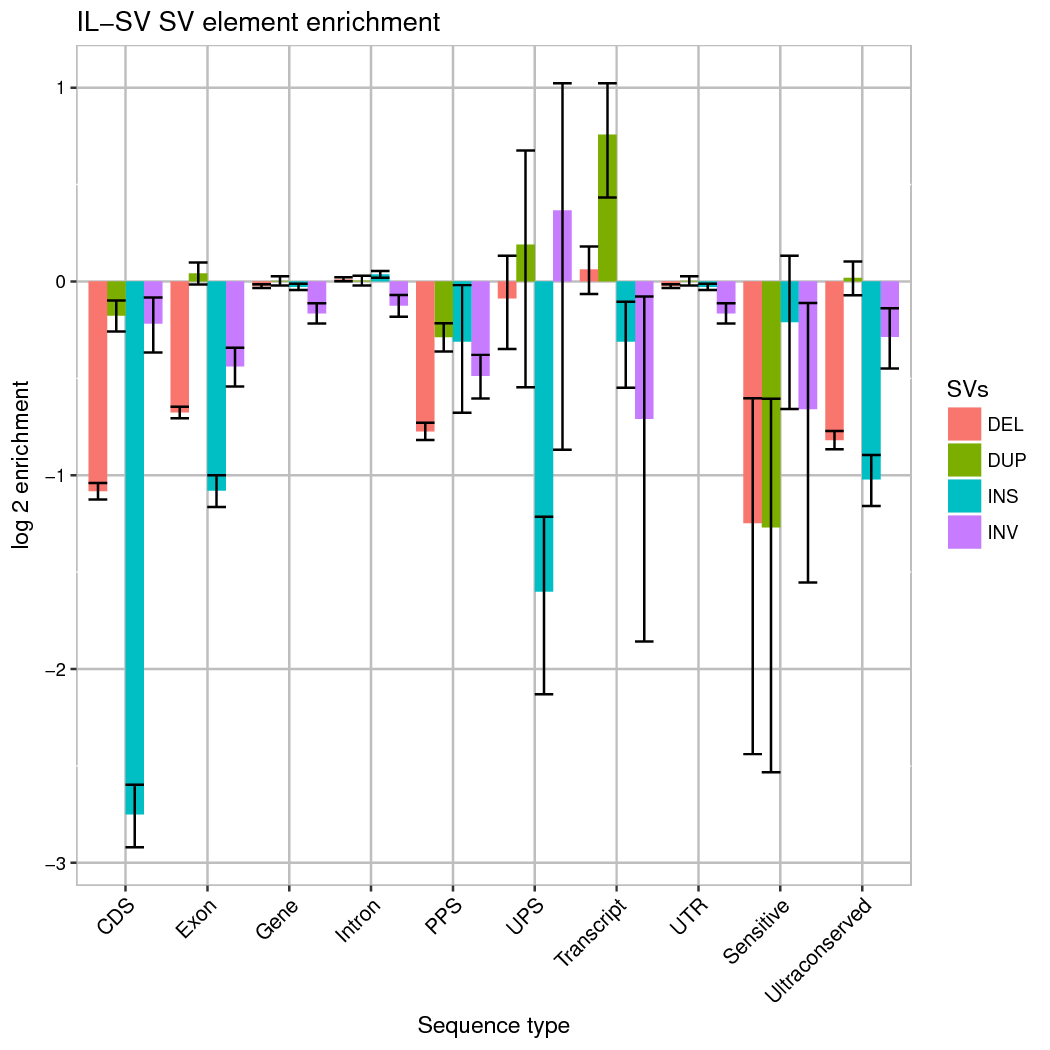 IL−SV SV element enrichment
log 2 enrichment
1
0
−1
−2
−3
CDS
Exon
Gene
Intron
PPS
UPS
Transcript
UTR
Sensitive
Ultraconserved
Sequence type
SVs
DEL
DUP
INS
INV